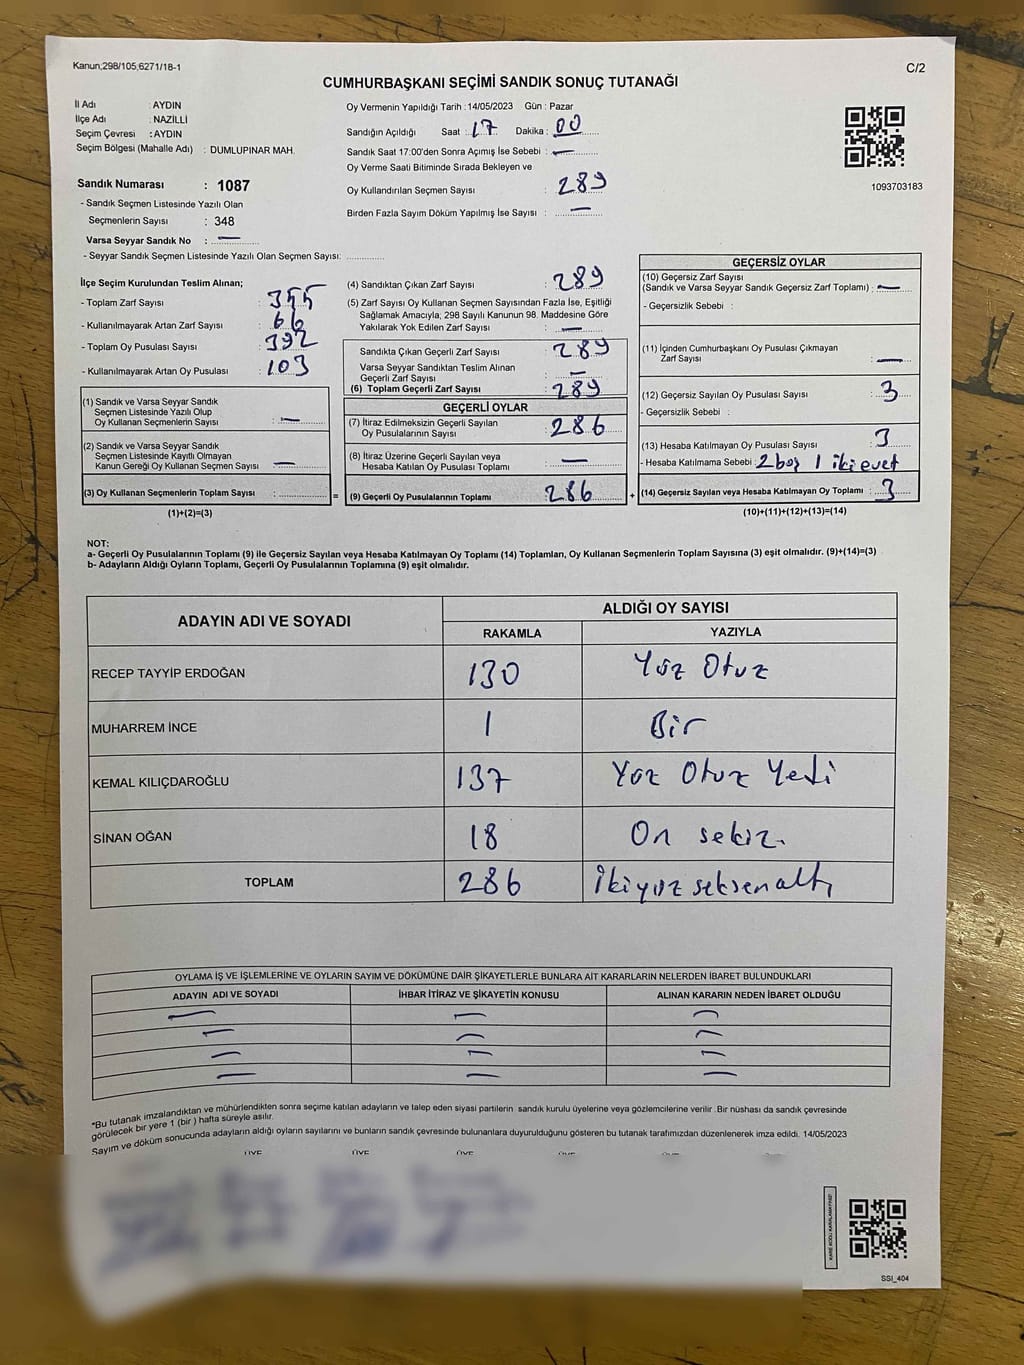 Kanun;298/105;6271/18-1
C/2
CUMHURBAŞKANI SEÇİMİ SANDIK SONUÇ TUTANAĞI
İl Adı : AYDIN
İlçe Adı : NAZİLLİ
Seçim Çevresi : AYDIN
Seçim Bölgesi (Mahalle Adı) : DUMLUPINAR MAH.
Sandık Numarası : 1087
- Sandık Seçmen Listesinde Yazılı Olan
Seçmenlerin Sayısı : 348
Varsa Seyyar Sandık No : —
- Seyyar Sandık Seçmen Listesinde Yazılı Olan Seçmen Sayısı: ..............
Oy Vermenin Yapıldığı Tarih : 14/05/2023 Gün : Pazar
Sandığın Açıldığı Saat : 17 Dakika : 00
Sandık Saat 17:00'den Sonra Açımış İse Sebebi : —
Oy Verme Saati Bitiminde Sırada Bekleyen ve
Oy Kullandırılan Seçmen Sayısı : 289
Birden Fazla Sayım Döküm Yapılmış İse Sayısı : —
1093703183
İlçe Seçim Kurulundan Teslim Alınan;
- Toplam Zarf Sayısı : 355
- Kullanılmayarak Artan Zarf Sayısı : 66
- Toplam Oy Pusulası Sayısı : 392
- Kullanılmayarak Artan Oy Pusulası : 103
(1) Sandık ve Varsa Seyyar Sandık
Seçmen Listesinde Yazılı Olup
Oy Kullanan Seçmenlerin Sayısı : —
(2) Sandık ve Varsa Seyyar Sandık
Seçmen Listesinde Kayıtlı Olmayan
Kanun Gereği Oy Kullanan Seçmen Sayısı : —
(3) Oy Kullanan Seçmenlerin Toplam Sayısı : .............. =
(1)+(2)=(3)
(4) Sandıktan Çıkan Zarf Sayısı : 289
(5) Zarf Sayısı Oy Kullanan Seçmen Sayısından Fazla İse, Eşitliği
Sağlamak Amacıyla; 298 Sayılı Kanunun 98. Maddesine Göre
Yakılarak Yok Edilen Zarf Sayısı : —
Sandıkta Çıkan Geçerli Zarf Sayısı : 289
Varsa Seyyar Sandıktan Teslim Alınan
Geçerli Zarf Sayısı : —
(6) Toplam Geçerli Zarf Sayısı : 289
GEÇERLİ OYLAR
(7) İtiraz Edilmeksizin Geçerli Sayılan
Oy Pusulalarının Sayısı : 286
(8) İtiraz Üzerine Geçerli Sayılan veya
Hesaba Katılan Oy Pusulası Toplamı : —
(9) Geçerli Oy Pusulalarının Toplamı : 286 +
GEÇERSİZ OYLAR
(10) Geçersiz Zarf Sayısı
(Sandık ve Varsa Seyyar Sandık Geçersiz Zarf Toplamı) : —
- Geçersizlik Sebebi :
(11) İçinden Cumhurbaşkanı Oy Pusulası Çıkmayan
Zarf Sayısı : —
(12) Geçersiz Sayılan Oy Pusulası Sayısı : 3
- Geçersizlik Sebebi :
(13) Hesaba Katılmayan Oy Pusulası Sayısı : 3
- Hesaba Katılmama Sebebi : 2 boş 1 iki evet
(14) Geçersiz Sayılan veya Hesaba Katılmayan Oy Toplamı : 3
(10)+(11)+(12)+(13)=(14)
NOT:
a- Geçerli Oy Pusulalarının Toplamı (9) ile Geçersiz Sayılan veya Hesaba Katılmayan Oy Toplamı (14) Toplamları, Oy Kullanan Seçmenlerin Toplam Sayısına (3) eşit olmalıdır. (9)+(14)=(3)
b- Adayların Aldığı Oyların Toplamı, Geçerli Oy Pusulalarının Toplamına (9) eşit olmalıdır.
ADAYIN ADI VE SOYADI
ALDIĞI OY SAYISI
RAKAMLA YAZIYLA
RECEP TAYYİP ERDOĞAN 130 Yüz Otuz
MUHARREM İNCE 1 Bir
KEMAL KILIÇDAROĞLU 137 Yüz Otuz Yedi
SİNAN OĞAN 18 On sekiz
TOPLAM 286 İkiyüz seksen altı
OYLAMA İŞ VE İŞLEMLERİNE VE OYLARIN SAYIM VE DÖKÜMÜNE DAİR ŞİKAYETLERLE BUNLARA AİT KARARLARIN NELERDEN İBARET BULUNDUKLARI
ADAYIN ADI VE SOYADI İHBAR İTİRAZ VE ŞİKAYETİN KONUSU ALINAN KARARIN NEDEN İBARET OLDUĞU
— — —
— — —
— — —
— — —
*Bu tutanak imzalandıktan ve mühürlendikten sonra seçime katılan adayların ve talep eden siyasi partilerin sandık kurulu üyelerine veya gözlemcilerine verilir .Bir nüshası da sandık çevresinde
görülecek bir yere 1 (bir ) hafta süreyle asılır.
Sayım ve döküm sonucunda adayların aldığı oyların sayılarını ve bunların sandık çevresinde bulunanlara duyurulduğunu gösteren bu tutanak tarafımızdan düzenlenerek imza edildi. 14/05/2023
ÜYE ÜYE ÜYE
SSI_404